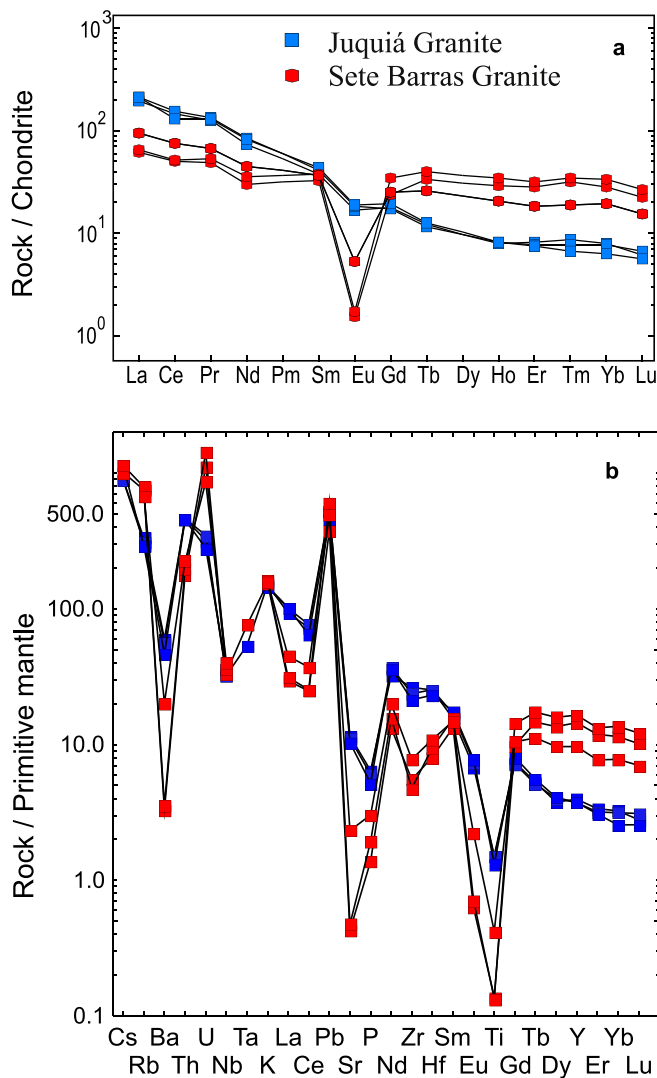 10³
a
Juquiá Granite
Sete Barras Granite
10²
10¹
10⁰
Rock / Chondrite
La Ce Pr Nd Pm Sm Eu Gd Tb Dy Ho Er Tm Yb Lu
b
500.0
100.0
10.0
1.0
0.1
Rock / Primitive mantle
Cs Ba U Ta La Pb P Zr Sm Ti Tb Y Yb
Rb Th Nb K Ce Sr Nd Hf Eu Gd Dy Er Lu